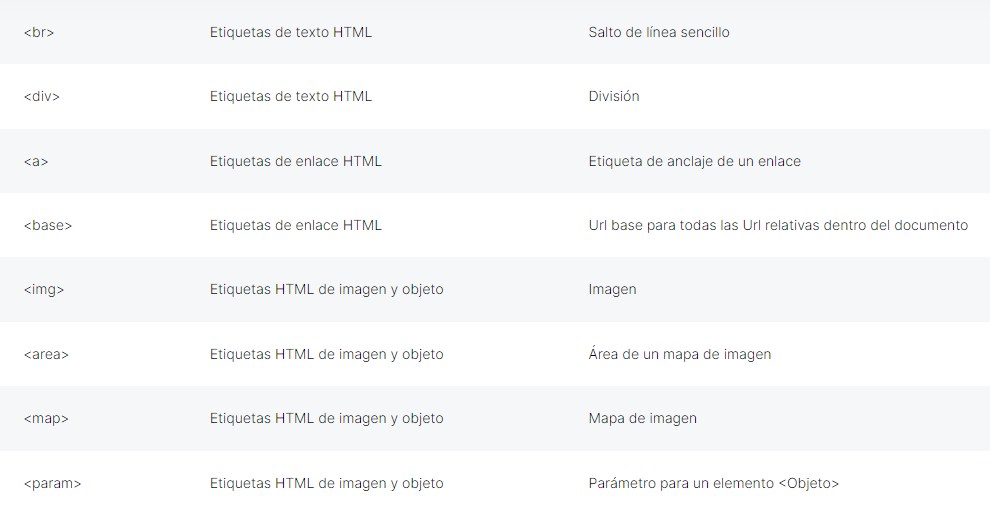 <br> Etiquetas de texto HTML Salto de línea sencillo
<div> Etiquetas de texto HTML División
<a> Etiquetas de enlace HTML Etiqueta de anclaje de un enlace
<base> Etiquetas de enlace HTML Url base para todas las Url relativas dentro del documento
<img> Etiquetas HTML de imagen y objeto Imagen
<area> Etiquetas HTML de imagen y objeto Área de un mapa de imagen
<map> Etiquetas HTML de imagen y objeto Mapa de imagen
<param> Etiquetas HTML de imagen y objeto Parámetro para un elemento <Objeto>